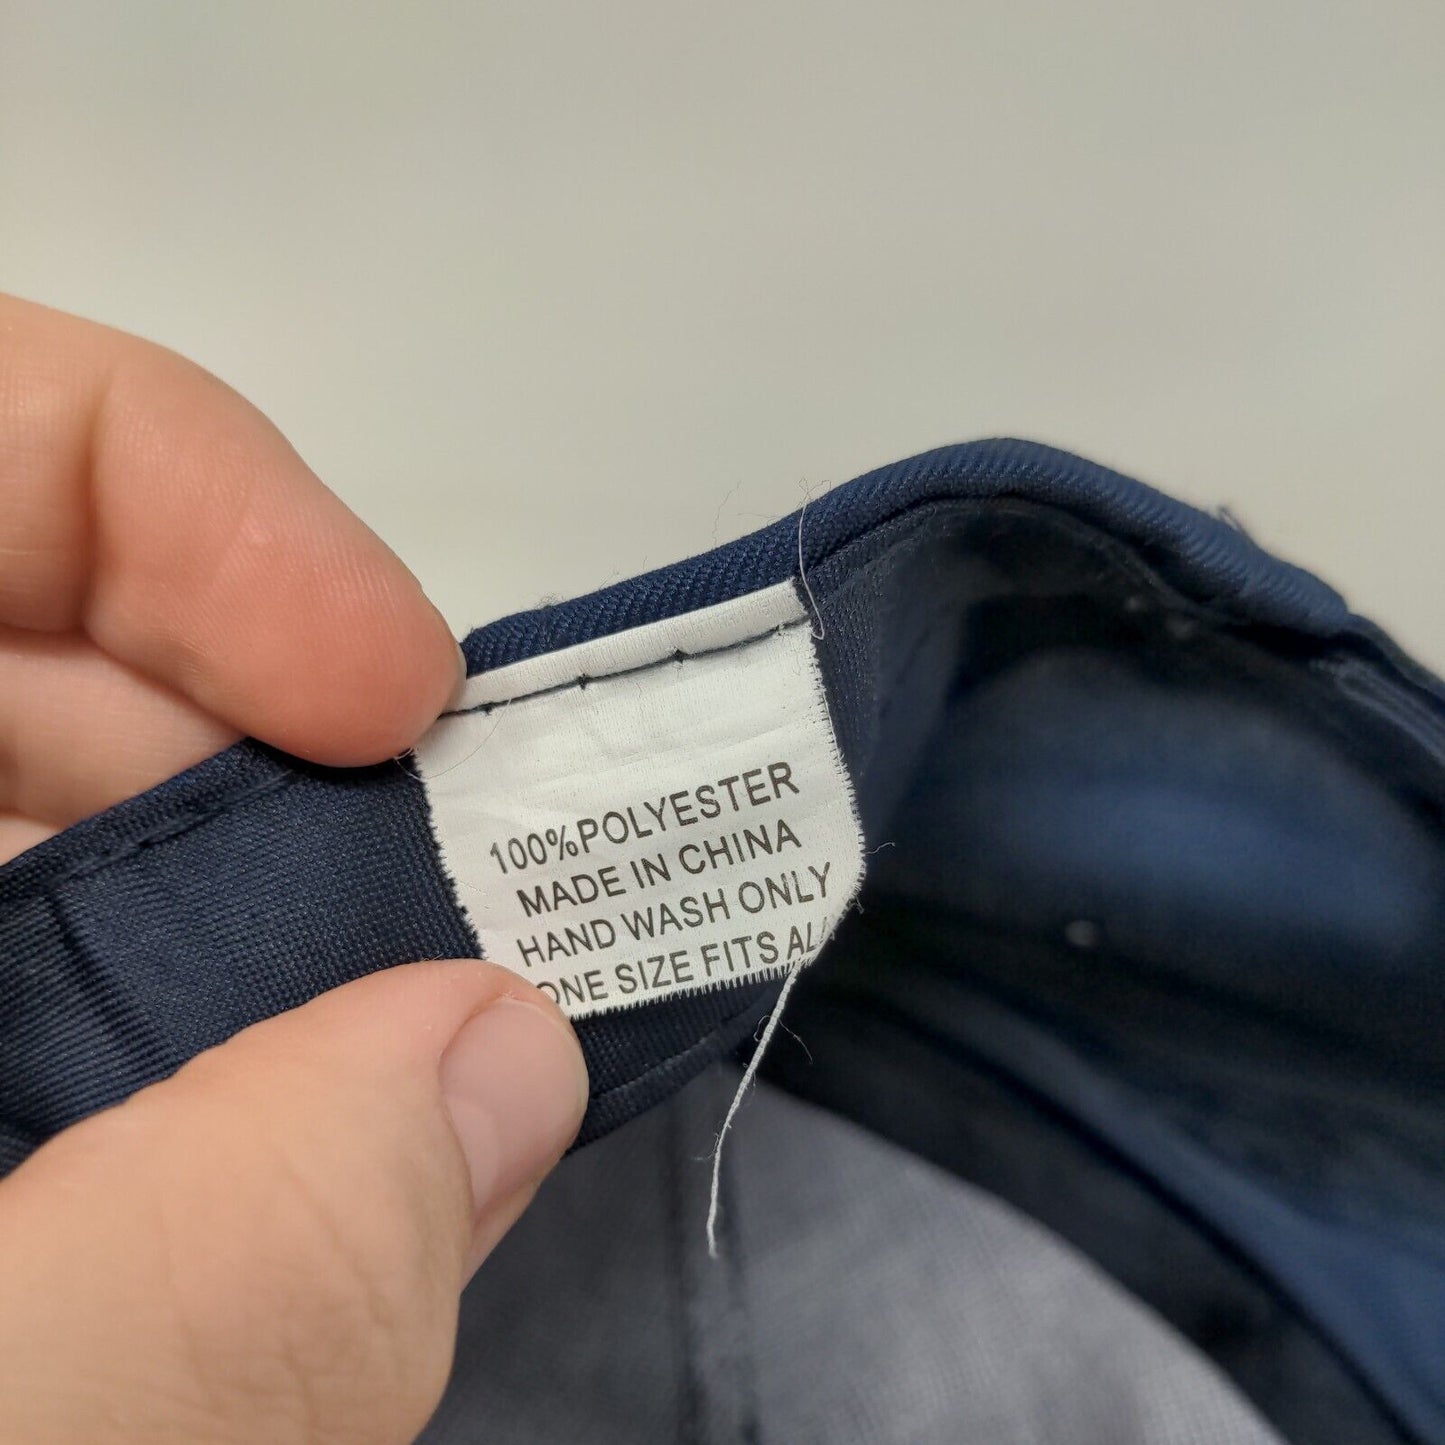 100%POLYESTER
MADE IN CHINA
HAND WASH ONLY
ONE SIZE FITS ALL